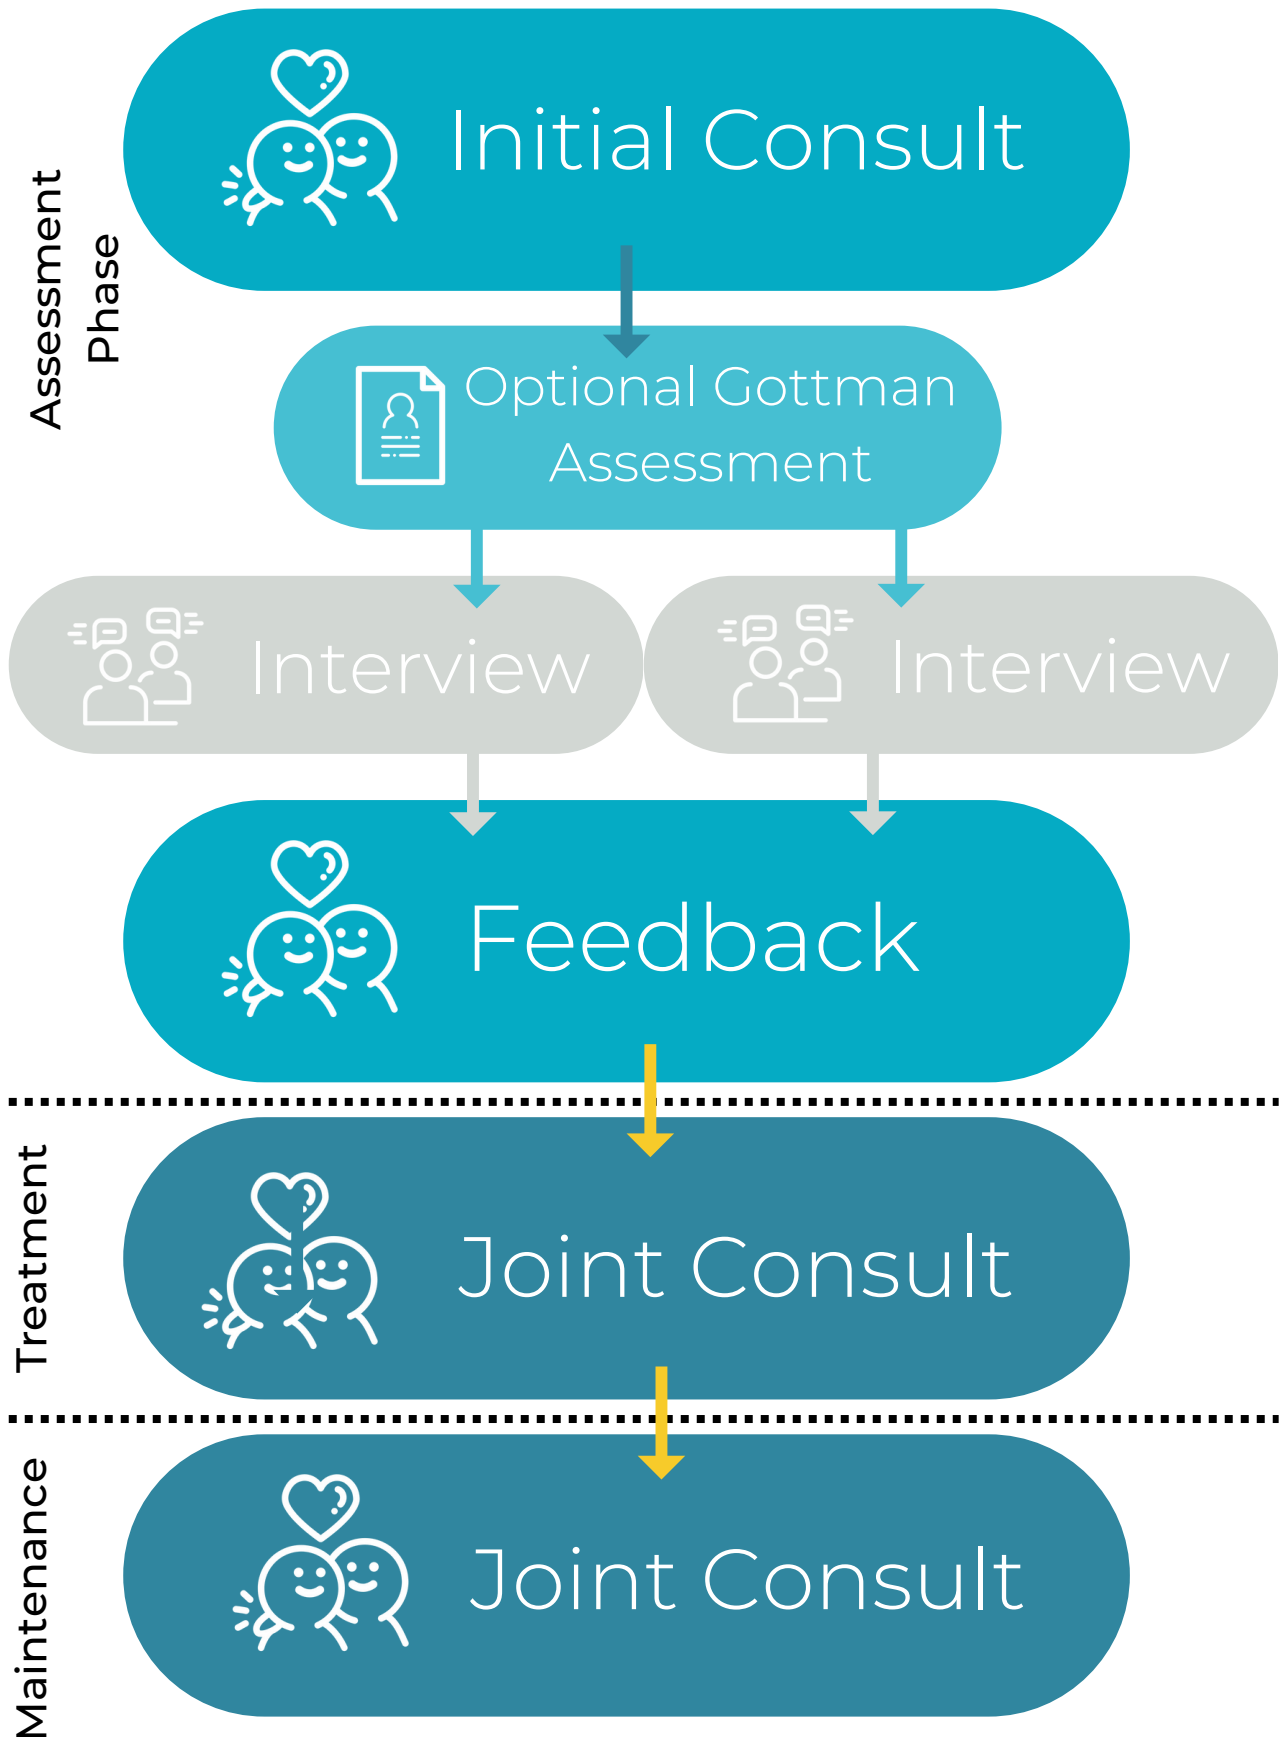 Assessment
Phase
Initial Consult
Optional Gottman
Assessment
Interview
Interview
Feedback
Treatment
Joint Consult
Maintenance
Joint Consult